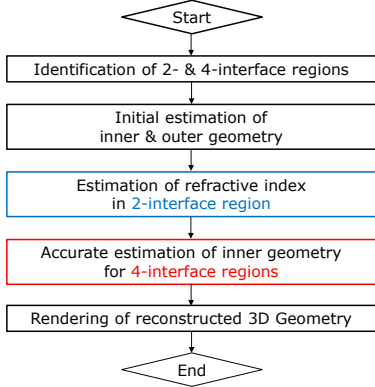 Start
Identification of 2- & 4-interface regions
Initial estimation of
inner & outer geometry
Estimation of refractive index
in 2-interface region
Accurate estimation of inner geometry
for 4-interface regions
Rendering of reconstructed 3D Geometry
End